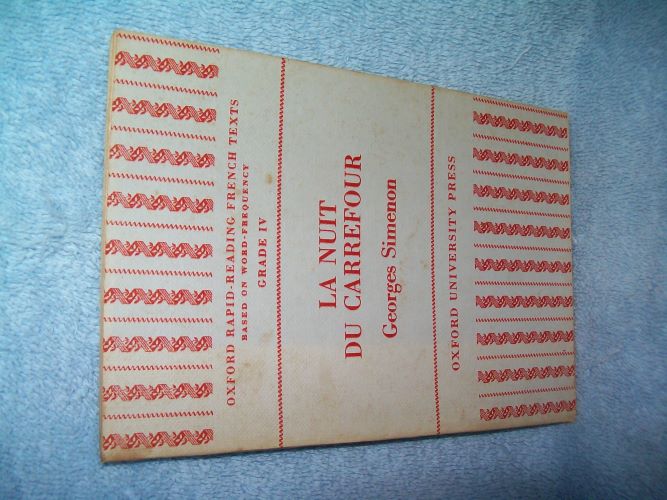 OXFORD RAPID-READING FRENCH TEXTS
BASED ON WORD-FREQUENCY
GRADE IV
LA NUIT
DU CARREFOUR
Georges Simenon
OXFORD UNIVERSITY PRESS